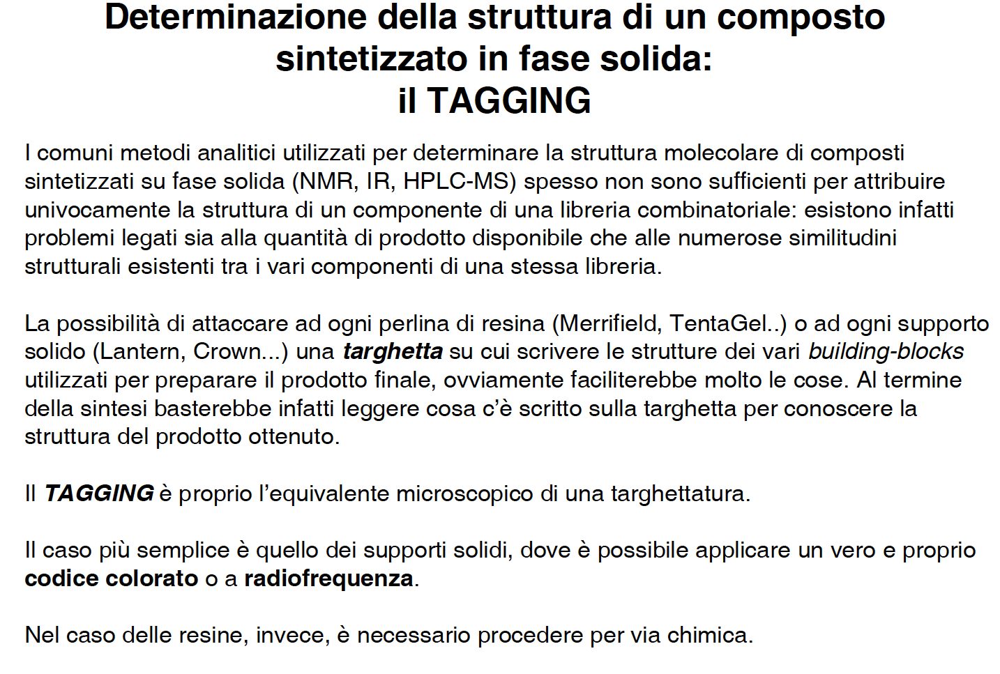 Determinazione della struttura di un composto
sintetizzato in fase solida:
il TAGGING
I comuni metodi analitici utilizzati per determinare la struttura molecolare di composti
sintetizzati su fase solida (NMR, IR, HPLC-MS) spesso non sono sufficienti per attribuire
univocamente la struttura di un componente di una libreria combinatoriale: esistono infatti
problemi legati sia alla quantità di prodotto disponibile che alle numerose similitudini
strutturali esistenti tra i vari componenti di una stessa libreria.
La possibilità di attaccare ad ogni perlina di resina (Merrifield, TentaGel..) o ad ogni supporto
solido (Lantern, Crown...) una targhetta su cui scrivere le strutture dei vari building-blocks
utilizzati per preparare il prodotto finale, ovviamente faciliterebbe molto le cose. Al termine
della sintesi basterebbe infatti leggere cosa c’è scritto sulla targhetta per conoscere la
struttura del prodotto ottenuto.
Il TAGGING è proprio l’equivalente microscopico di una targhettatura.
Il caso più semplice è quello dei supporti solidi, dove è possibile applicare un vero e proprio
codice colorato o a radiofrequenza.
Nel caso delle resine, invece, è necessario procedere per via chimica.